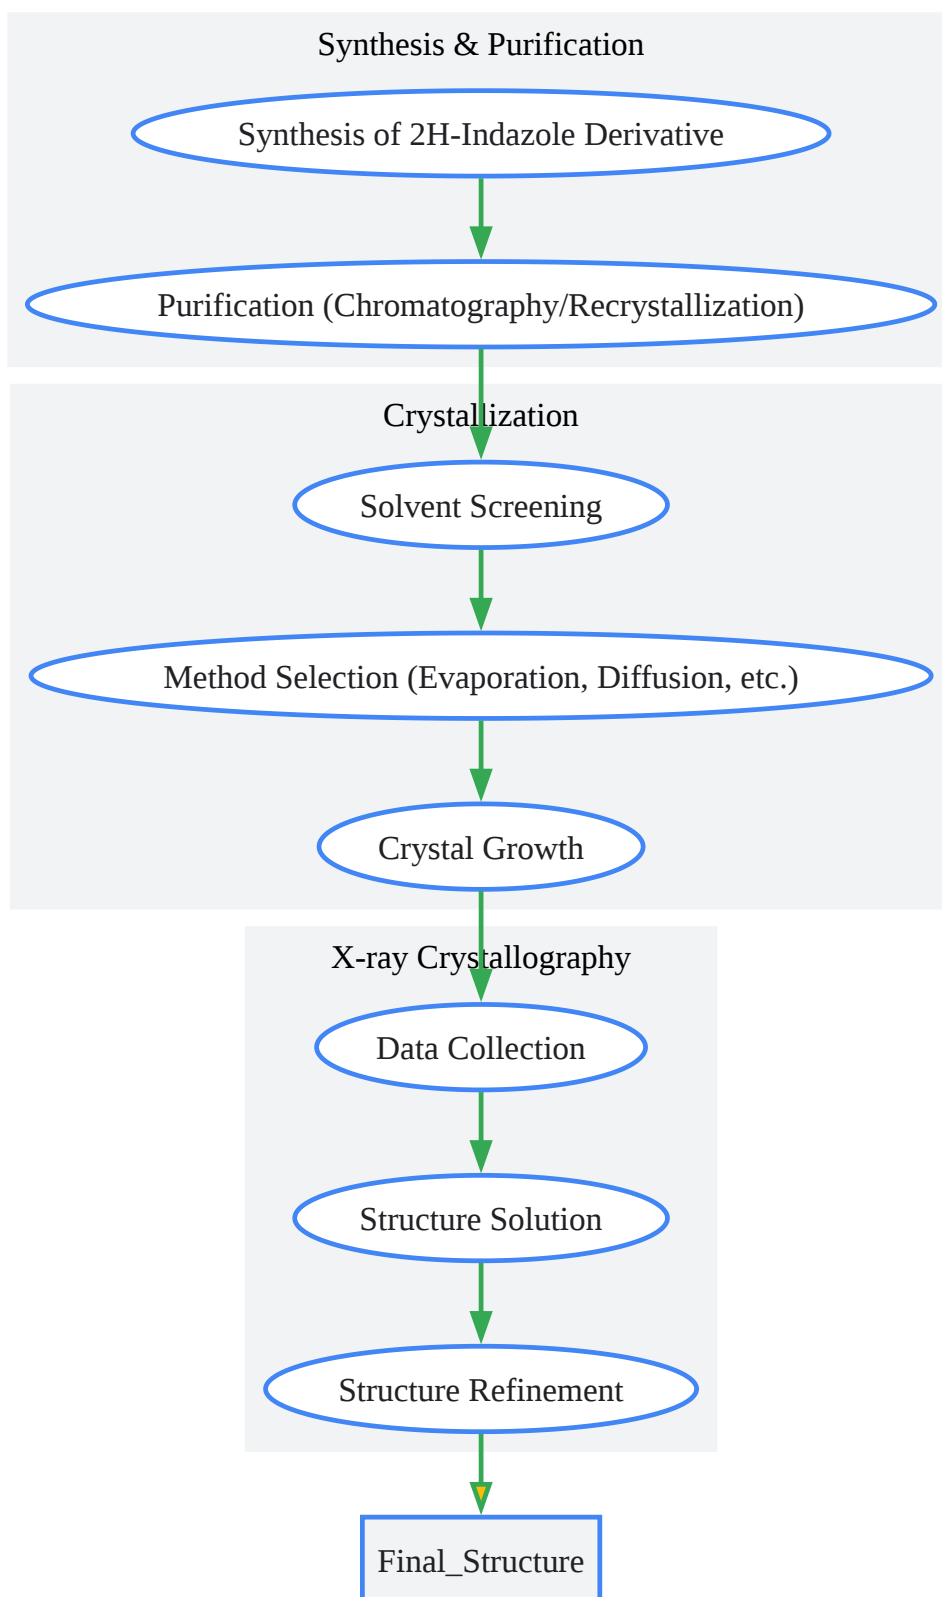 Synthesis & Purification
Synthesis of 2H-Indazole Derivative
Purification (Chromatography/Recrystallization)
Crystallization
Solvent Screening
Method Selection (Evaporation, Diffusion, etc.)
Crystal Growth
X-ray Crystallography
Data Collection
Structure Solution
Structure Refinement
Final_Structure